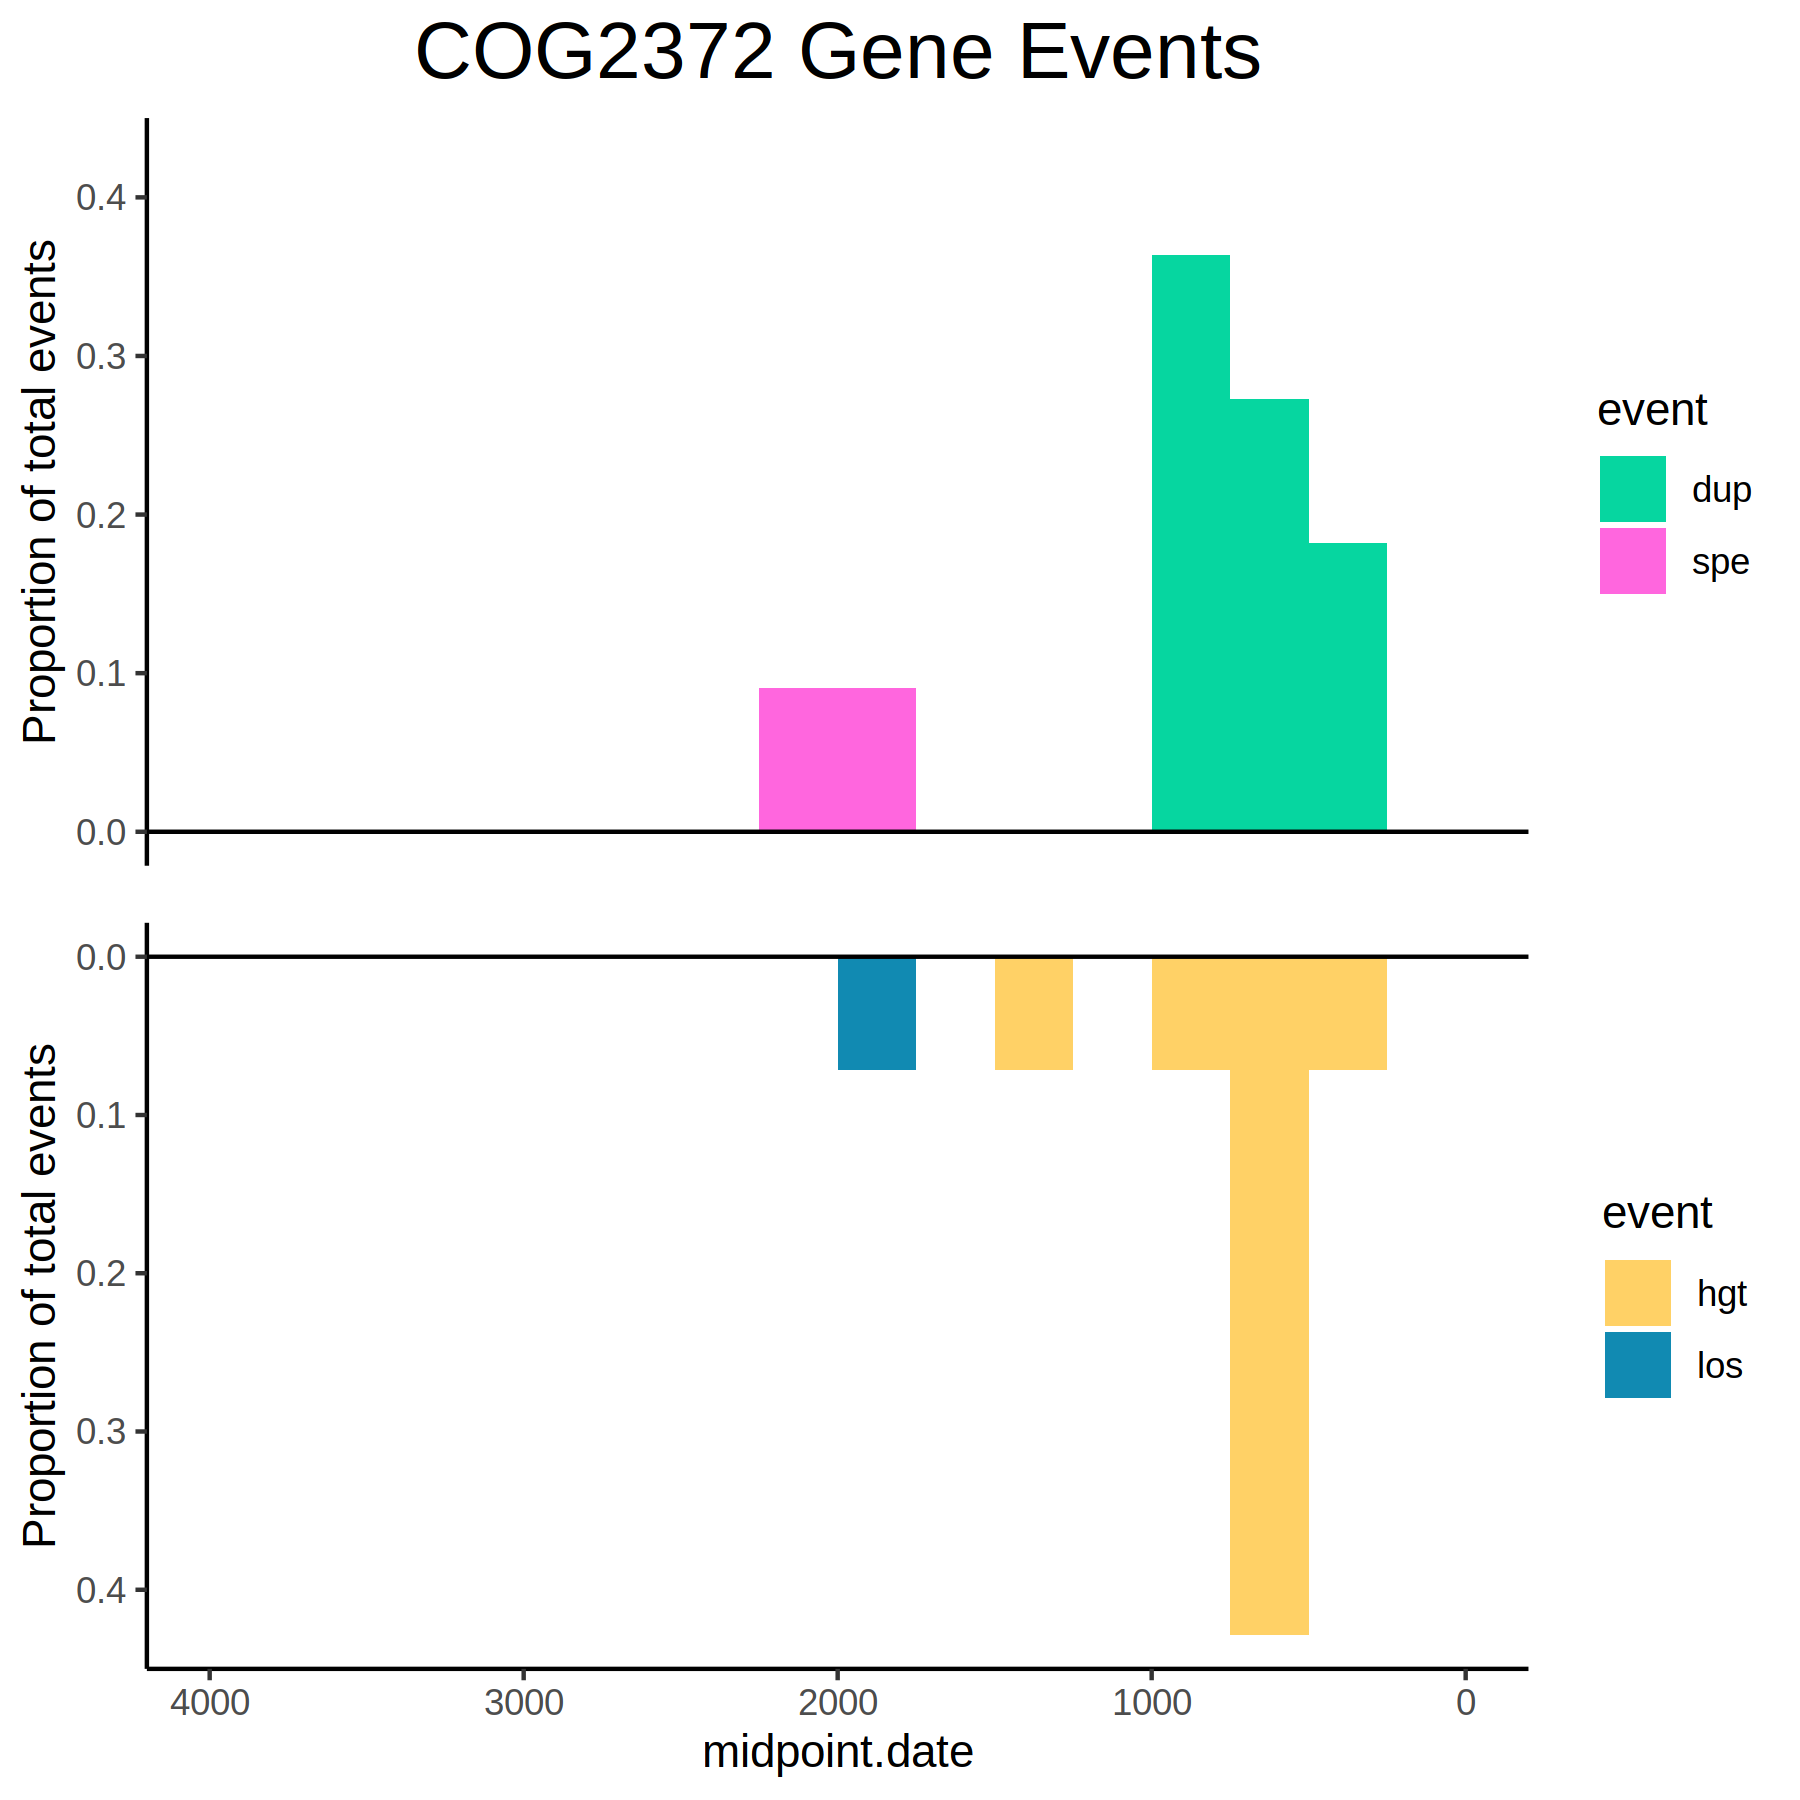 COG2372 Gene Events
Proportion of total events
0.4
0.3
0.2
0.1
0.0
event
dup
spe
Proportion of total events
0.0
0.1
0.2
0.3
0.4
event
hgt
los
4000 3000 2000 1000 0
midpoint.date